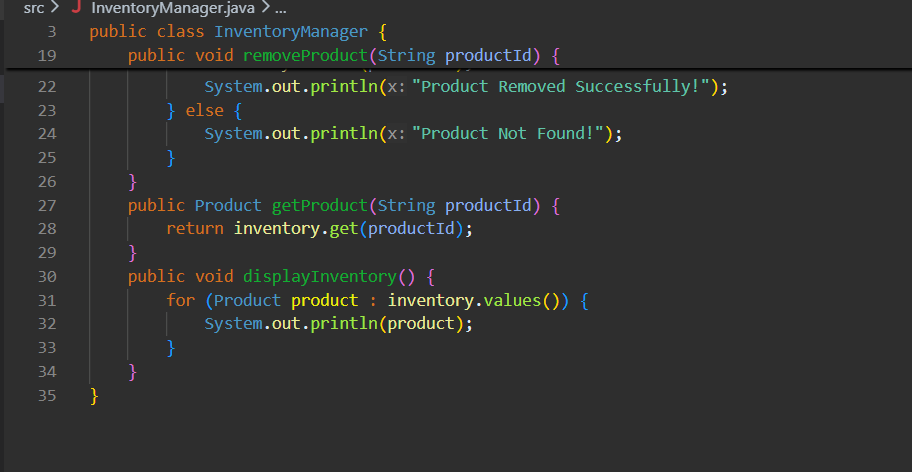 src > InventoryManager.java > ...
3 public class InventoryManager {
19 public void removeProduct(String productId) {
22 System.out.println(x: "Product Removed Successfully!");
23 } else {
24 System.out.println(x: "Product Not Found!");
25 }
26 }
27 public Product getProduct(String productId) {
28 return inventory.get(productId);
29 }
30 public void displayInventory() {
31 for (Product product : inventory.values()) {
32 System.out.println(product);
33 }
34 }
35 }